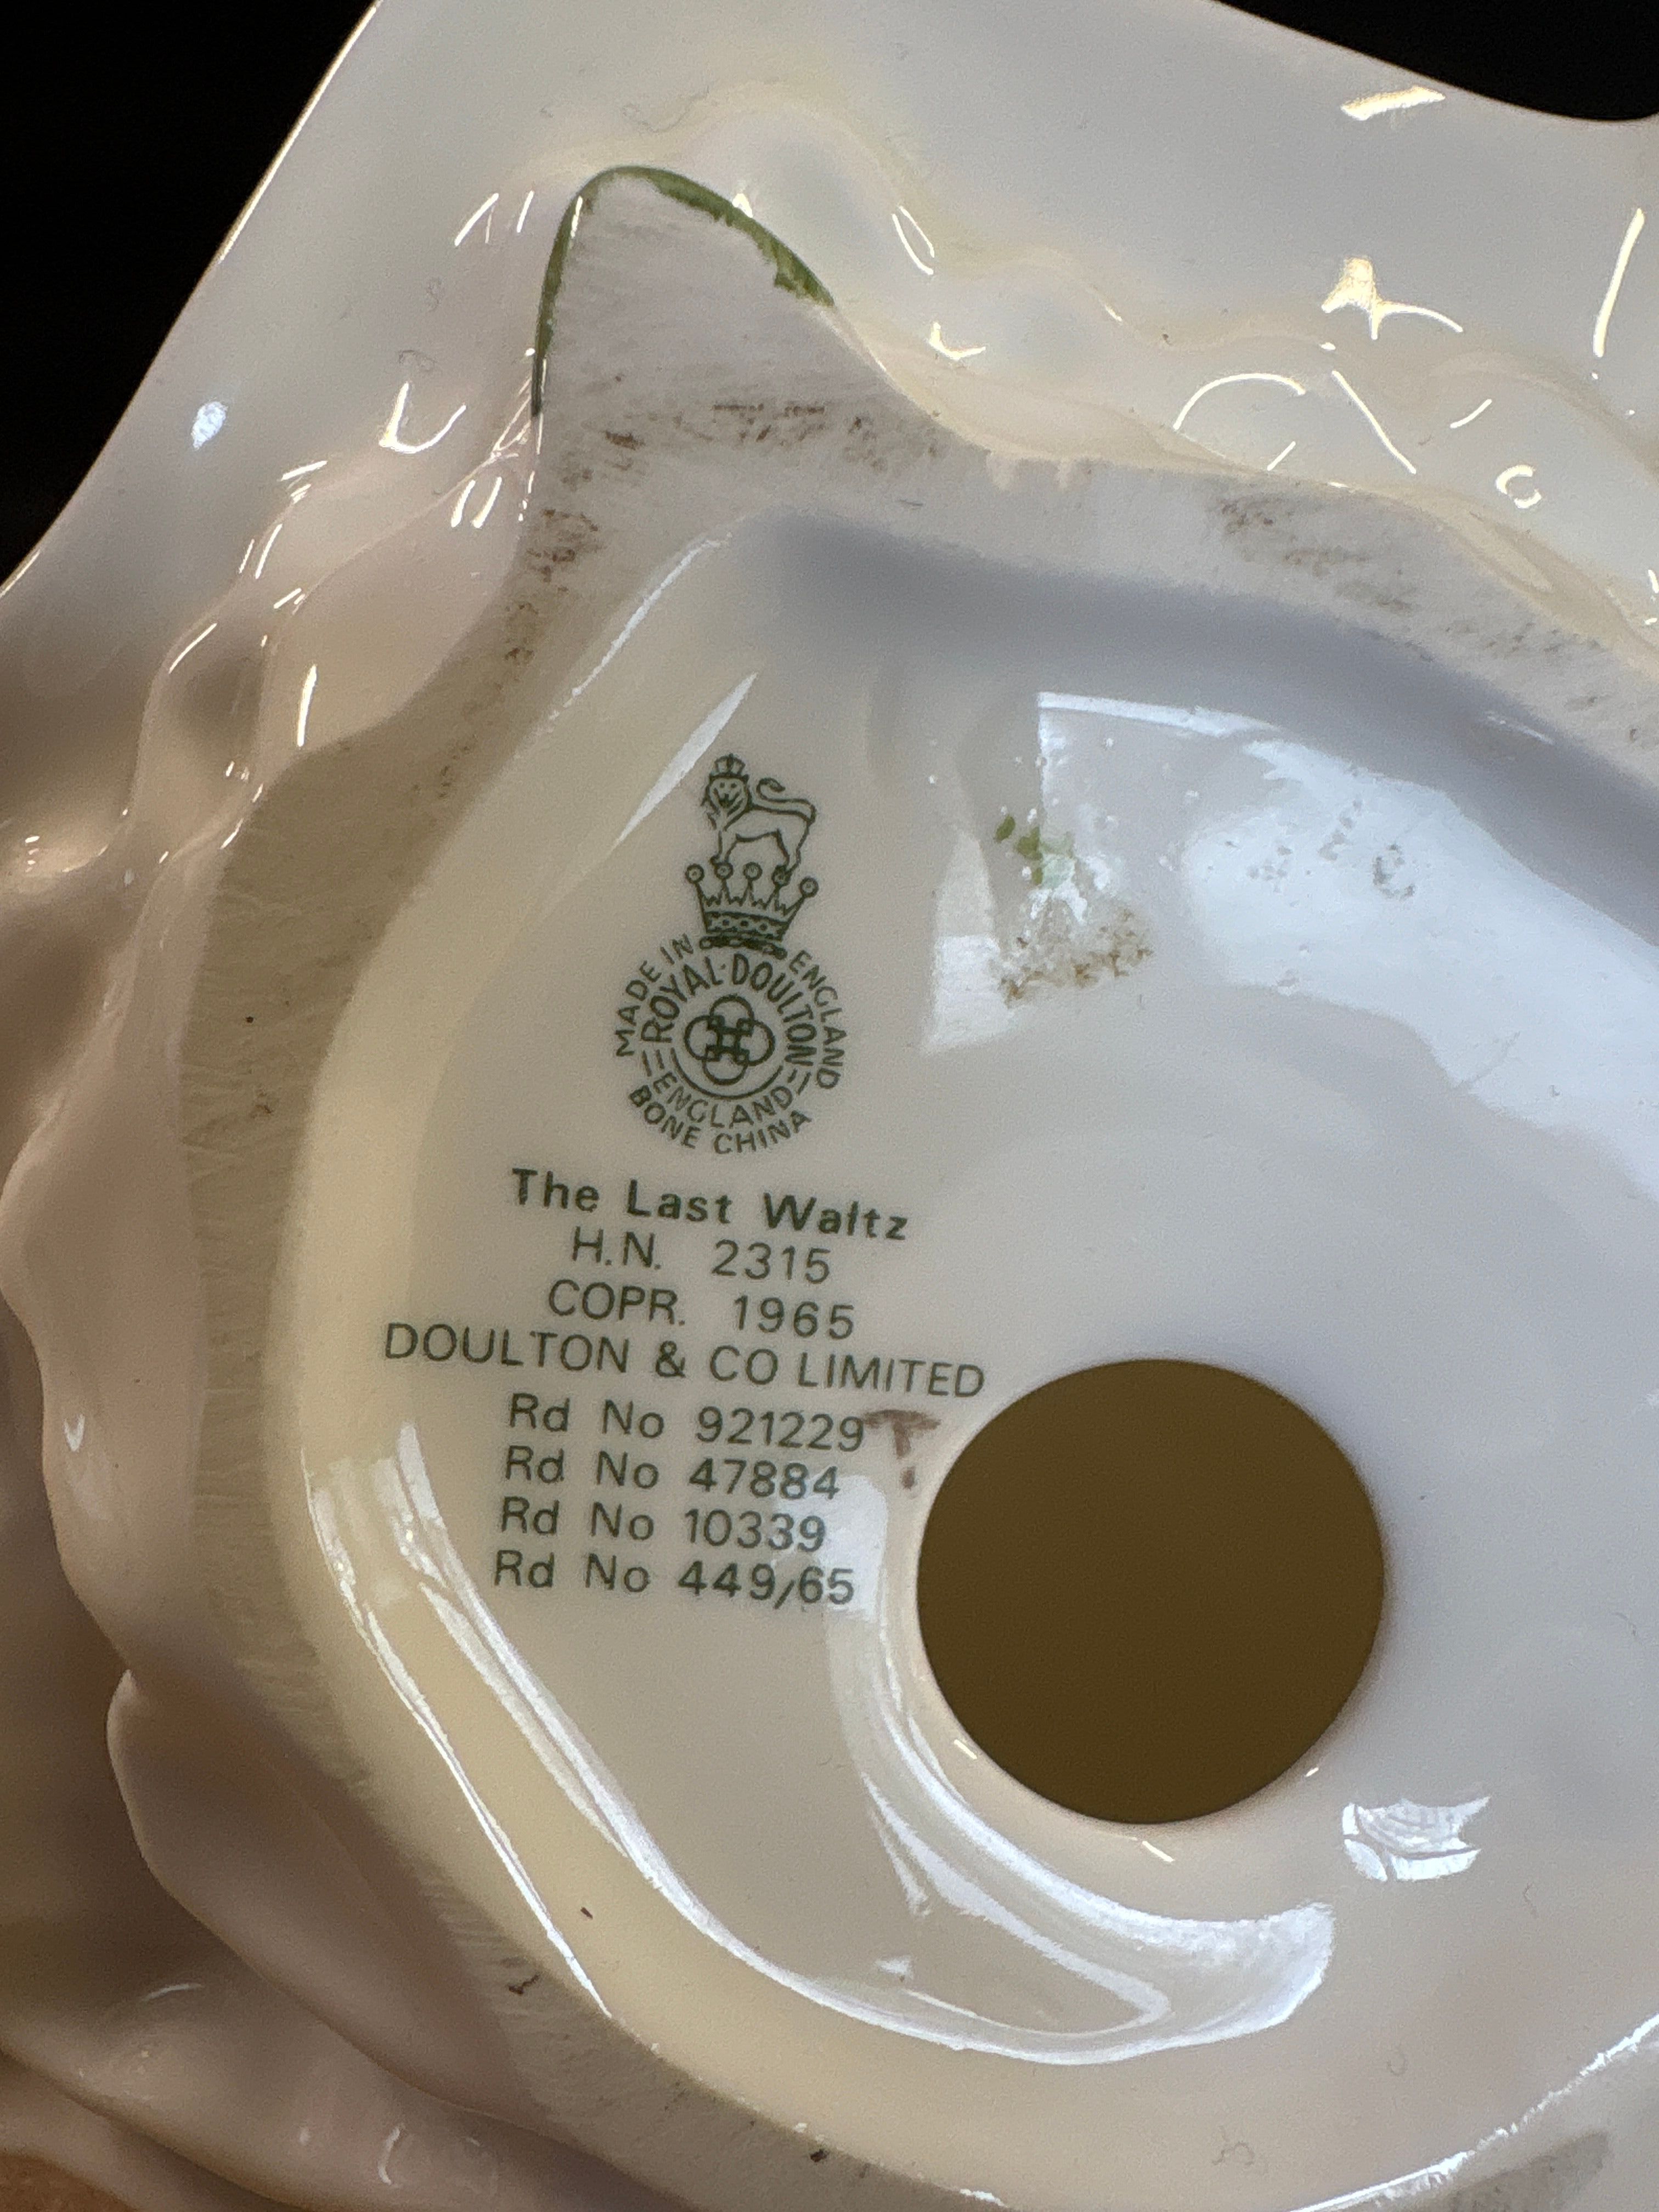 MADE IN ENGLAND
ROYAL·DOULTON
ENGLAND
BONE CHINA
The Last Waltz
H.N. 2315
COPR. 1965
DOULTON & CO LIMITED
Rd No 921229 T
Rd No 47884
Rd No 10339
Rd No 449/65